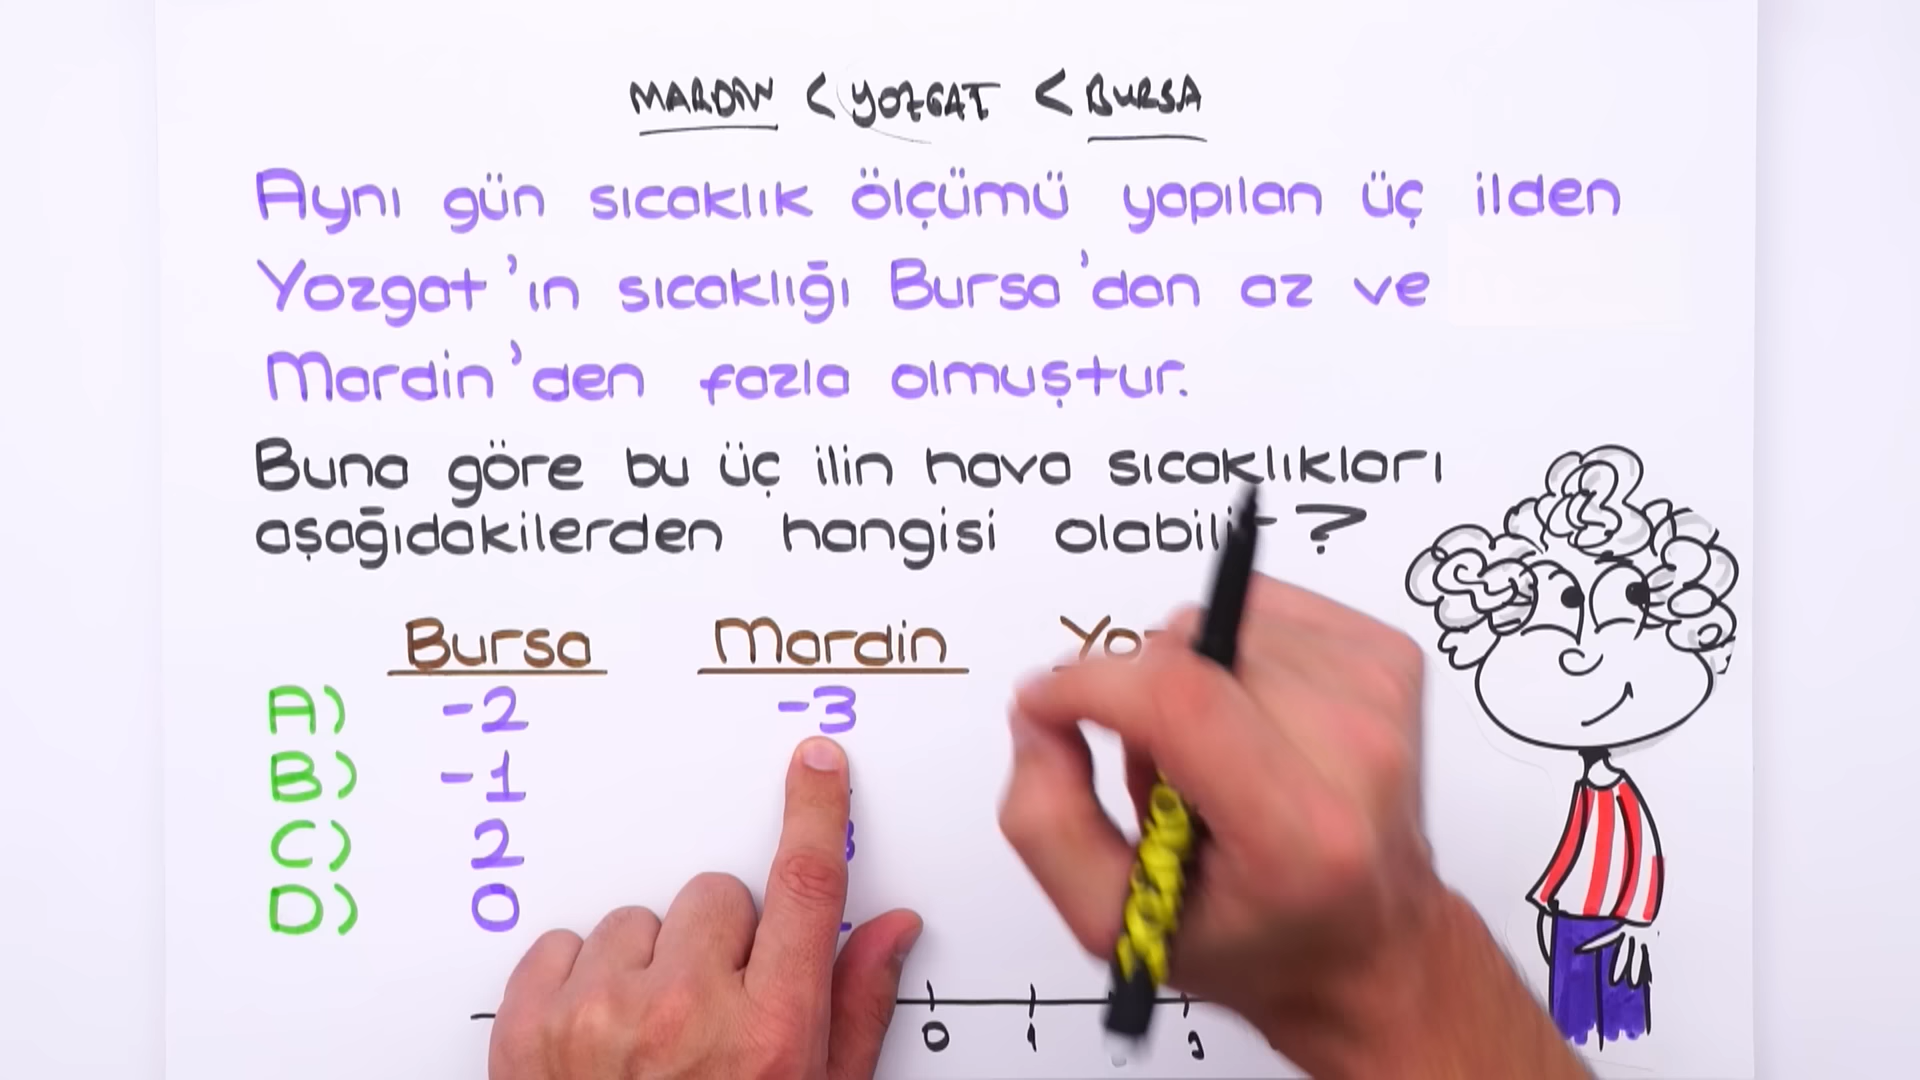 MARDİN < YOZGAT < BURSA
Aynı gün sıcaklık ölçümü yapılan üç ilden
Yozgat'ın sıcaklığı Bursa'dan az ve
Mardin'den fazla olmuştur.
Buna göre bu üç ilin hava sıcaklıkları
aşağıdakilerden hangisi olabilir?
Bursa Mardin
A) -2 -3
B) -1
C) 2
D) 0
0 1